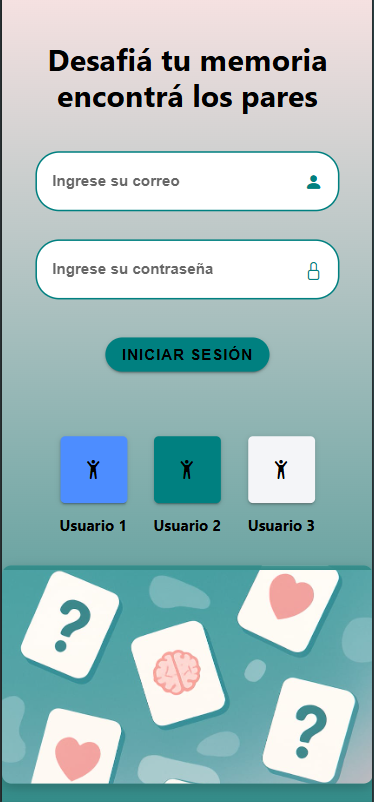 Desafiá tu memoria
encontrá los pares
Ingrese su correo
Ingrese su contraseña
INICIAR SESIÓN
Usuario 1 Usuario 2 Usuario 3
?
?